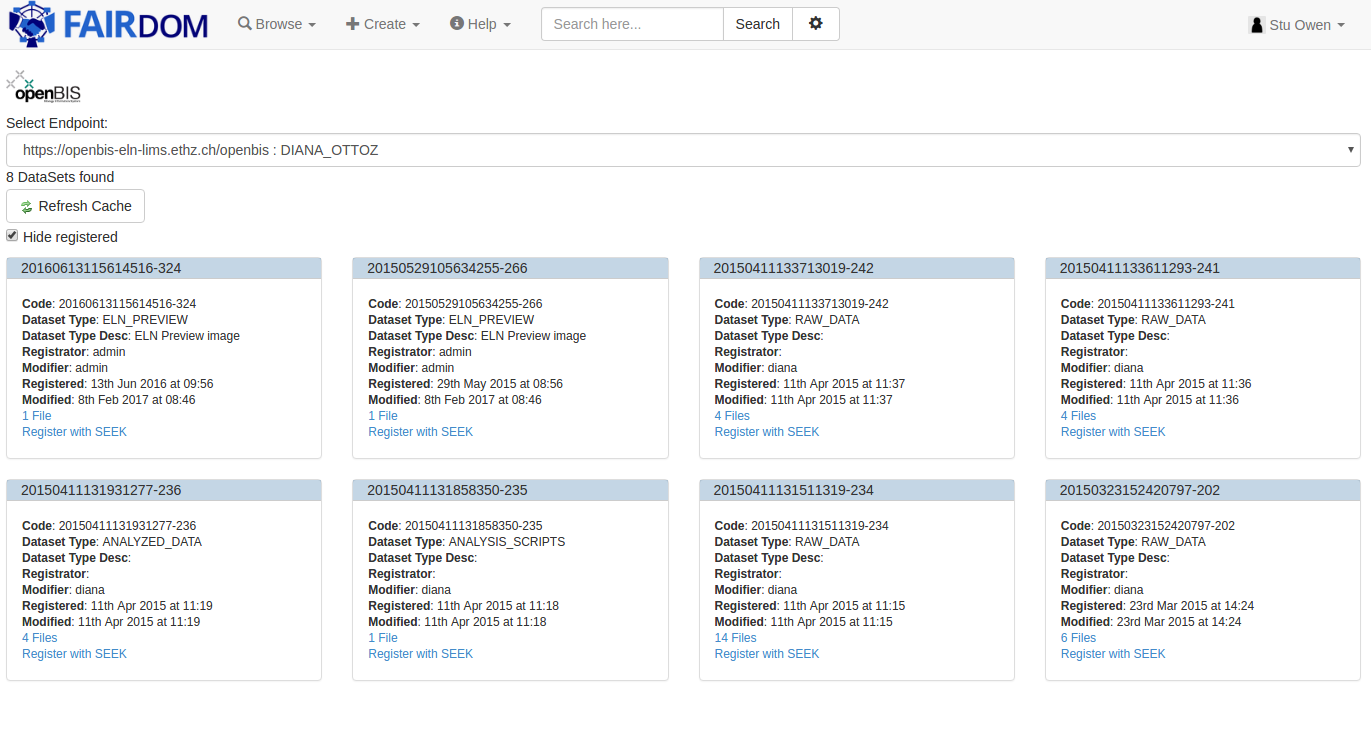 FAIRDOM Browse Create Help Search here... Search Stu Owen
openBIS
Select Endpoint:
https://openbis-eln-lims.ethz.ch/openbis : DIANA_OTTOZ
8 DataSets found
Refresh Cache
Hide registered
20160613115614516-324
Code: 20160613115614516-324
Dataset Type: ELN_PREVIEW
Dataset Type Desc: ELN Preview image
Registrator: admin
Modifier: admin
Registered: 13th Jun 2016 at 09:56
Modified: 8th Feb 2017 at 08:46
1 File
Register with SEEK
20150529105634255-266
Code: 20150529105634255-266
Dataset Type: ELN_PREVIEW
Dataset Type Desc: ELN Preview image
Registrator: admin
Modifier: admin
Registered: 29th May 2015 at 08:56
Modified: 8th Feb 2017 at 08:46
1 File
Register with SEEK
20150411133713019-242
Code: 20150411133713019-242
Dataset Type: RAW_DATA
Dataset Type Desc:
Registrator:
Modifier: diana
Registered: 11th Apr 2015 at 11:37
Modified: 11th Apr 2015 at 11:37
4 Files
Register with SEEK
20150411133611293-241
Code: 20150411133611293-241
Dataset Type: RAW_DATA
Dataset Type Desc:
Registrator:
Modifier: diana
Registered: 11th Apr 2015 at 11:36
Modified: 11th Apr 2015 at 11:36
4 Files
Register with SEEK
20150411131931277-236
Code: 20150411131931277-236
Dataset Type: ANALYZED_DATA
Dataset Type Desc:
Registrator:
Modifier: diana
Registered: 11th Apr 2015 at 11:19
Modified: 11th Apr 2015 at 11:19
4 Files
Register with SEEK
20150411131858350-235
Code: 20150411131858350-235
Dataset Type: ANALYSIS_SCRIPTS
Dataset Type Desc:
Registrator:
Modifier: diana
Registered: 11th Apr 2015 at 11:18
Modified: 11th Apr 2015 at 11:18
1 File
Register with SEEK
20150411131511319-234
Code: 20150411131511319-234
Dataset Type: RAW_DATA
Dataset Type Desc:
Registrator:
Modifier: diana
Registered: 11th Apr 2015 at 11:15
Modified: 11th Apr 2015 at 11:15
14 Files
Register with SEEK
20150323152420797-202
Code: 20150323152420797-202
Dataset Type: RAW_DATA
Dataset Type Desc:
Registrator:
Modifier: diana
Registered: 23rd Mar 2015 at 14:24
Modified: 23rd Mar 2015 at 14:24
6 Files
Register with SEEK